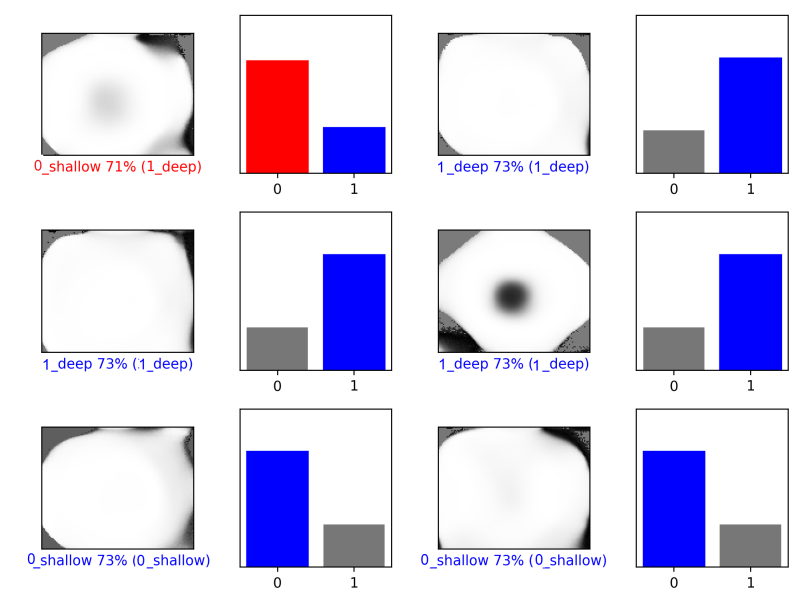 0_shallow 71% (1_deep)
0 1
1_deep 73% (1_deep)
0 1
1_deep 73% (1_deep)
0 1
1_deep 73% (1_deep)
0 1
0_shallow 73% (0_shallow)
0 1
0_shallow 73% (0_shallow)
0 1